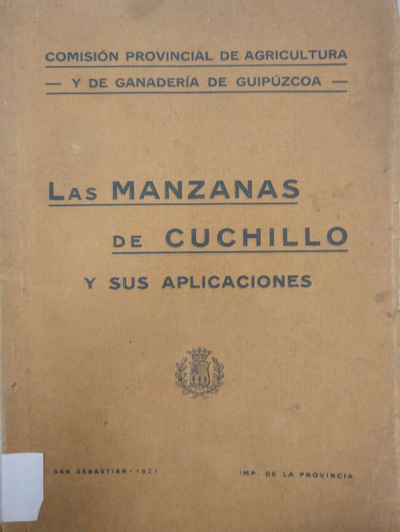 COMISIÓN PROVINCIAL DE AGRICULTURA
— Y DE GANADERÍA DE GUIPÚZCOA —
LAS MANZANAS
DE CUCHILLO
Y SUS APLICACIONES
SAN SEBASTIÁN - 1921
IMP. DE LA PROVINCIA